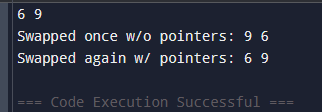 6 9
Swapped once w/o pointers: 9 6
Swapped again w/ pointers: 6 9
=== Code Execution Successful ===